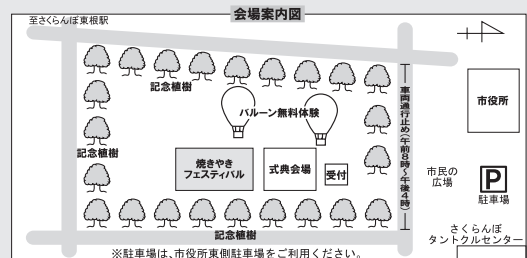 会場案内図
至さくらんぼ東根駅
記念植樹
バルーン無料体験
車両通行止め(午前8時~午後4時)
市役所
記念植樹
焼きやき
フェスティバル
式典会場
受付
市民の
広場
P
駐車場
記念植樹
さくらんぼ
タントクルセンター
※駐車場は、市役所東側駐車場をご利用ください。